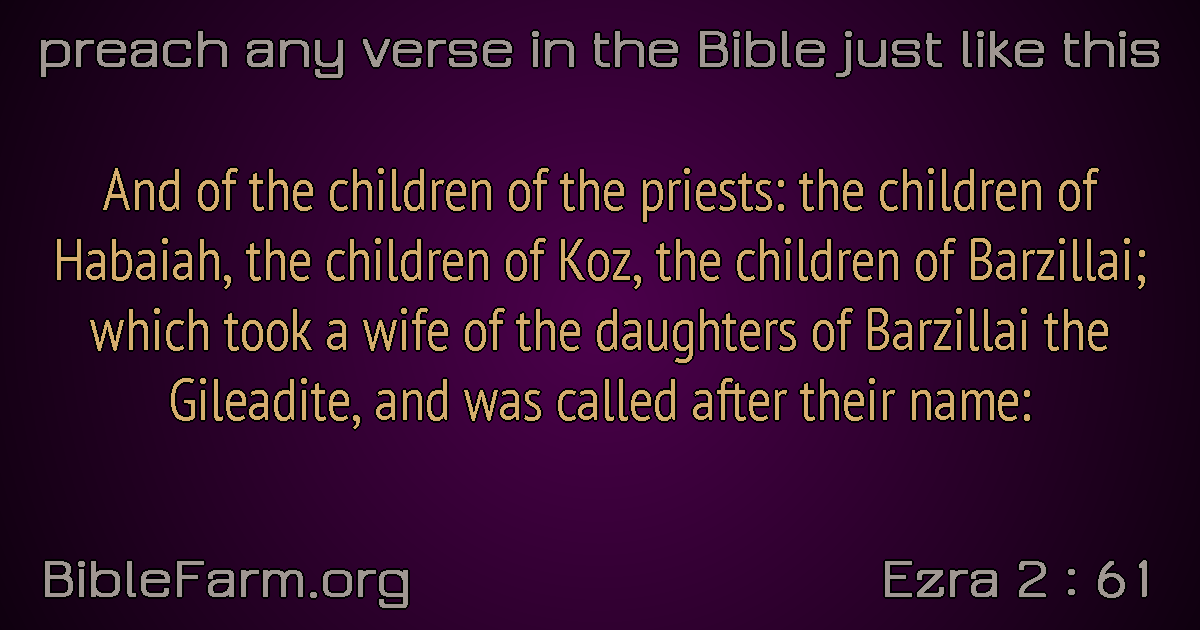 preach any verse in the Bible just like this
And of the children of the priests: the children of
Habaiah, the children of Koz, the children of Barzillai;
which took a wife of the daughters of Barzillai the
Gileadite, and was called after their name:
BibleFarm.org
Ezra 2 : 61